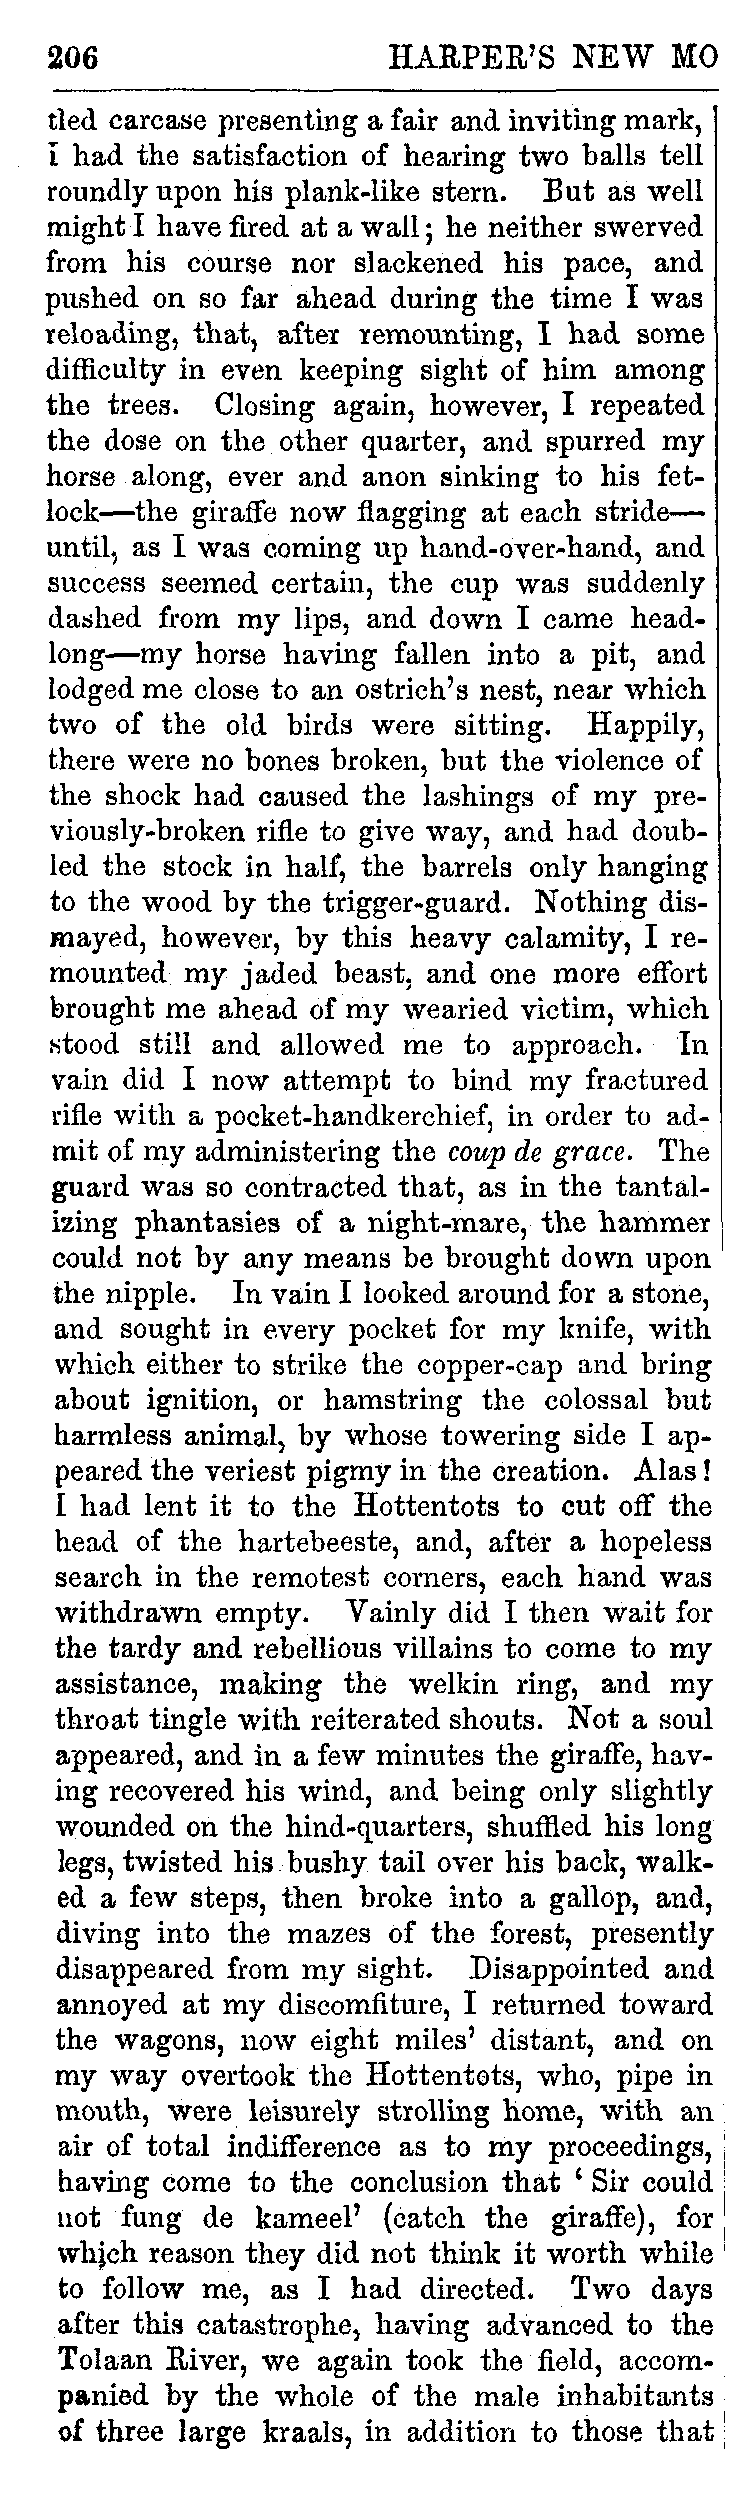 206 HARPER'S NEW MO
tled carcase presenting a fair and inviting mark,
I had the satisfaction of hearing two balls tell
roundly upon his plank-like stern. But as well
might I have fired at a wall; he neither swerved
from his course nor slackened his pace, and
pushed on so far ahead during the time I was
reloading, that, after remounting, I had some
difficulty in even keeping sight of him among
the trees. Closing again, however, I repeated
the dose on the other quarter, and spurred my
horse along, ever and anon sinking to his fet-
lock—the giraffe now flagging at each stride—
until, as I was coming up hand-over-hand, and
success seemed certain, the cup was suddenly
dashed from my lips, and down I came head-
long—my horse having fallen into a pit, and
lodged me close to an ostrich's nest, near which
two of the old birds were sitting. Happily,
there were no bones broken, but the violence of
the shock had caused the lashings of my pre-
viously-broken rifle to give way, and had doub-
led the stock in half, the barrels only hanging
to the wood by the trigger-guard. Nothing dis-
mayed, however, by this heavy calamity, I re-
mounted my jaded beast, and one more effort
brought me ahead of my wearied victim, which
stood still and allowed me to approach. In
vain did I now attempt to bind my fractured
rifle with a pocket-handkerchief, in order to ad-
mit of my administering the coup de grace. The
guard was so contracted that, as in the tantal-
izing phantasies of a night-mare, the hammer
could not by any means be brought down upon
the nipple. In vain I looked around for a stone,
and sought in every pocket for my knife, with
which either to strike the copper-cap and bring
about ignition, or hamstring the colossal but
harmless animal, by whose towering side I ap-
peared the veriest pigmy in the creation. Alas!
I had lent it to the Hottentots to cut off the
head of the hartebeeste, and, after a hopeless
search in the remotest corners, each hand was
withdrawn empty. Vainly did I then wait for
the tardy and rebellious villains to come to my
assistance, making the welkin ring, and my
throat tingle with reiterated shouts. Not a soul
appeared, and in a few minutes the giraffe, hav-
ing recovered his wind, and being only slightly
wounded on the hind-quarters, shuffled his long
legs, twisted his bushy tail over his back, walk-
ed a few steps, then broke into a gallop, and,
diving into the mazes of the forest, presently
disappeared from my sight. Disappointed and
annoyed at my discomfiture, I returned toward
the wagons, now eight miles' distant, and on
my way overtook the Hottentots, who, pipe in
mouth, were leisurely strolling home, with an
air of total indifference as to my proceedings,
having come to the conclusion that ‘Sir could
not fung de kameel’ (catch the giraffe), for
which reason they did not think it worth while
to follow me, as I had directed. Two days
after this catastrophe, having advanced to the
Tolaan River, we again took the field, accom-
panied by the whole of the male inhabitants
of three large kraals, in addition to those that